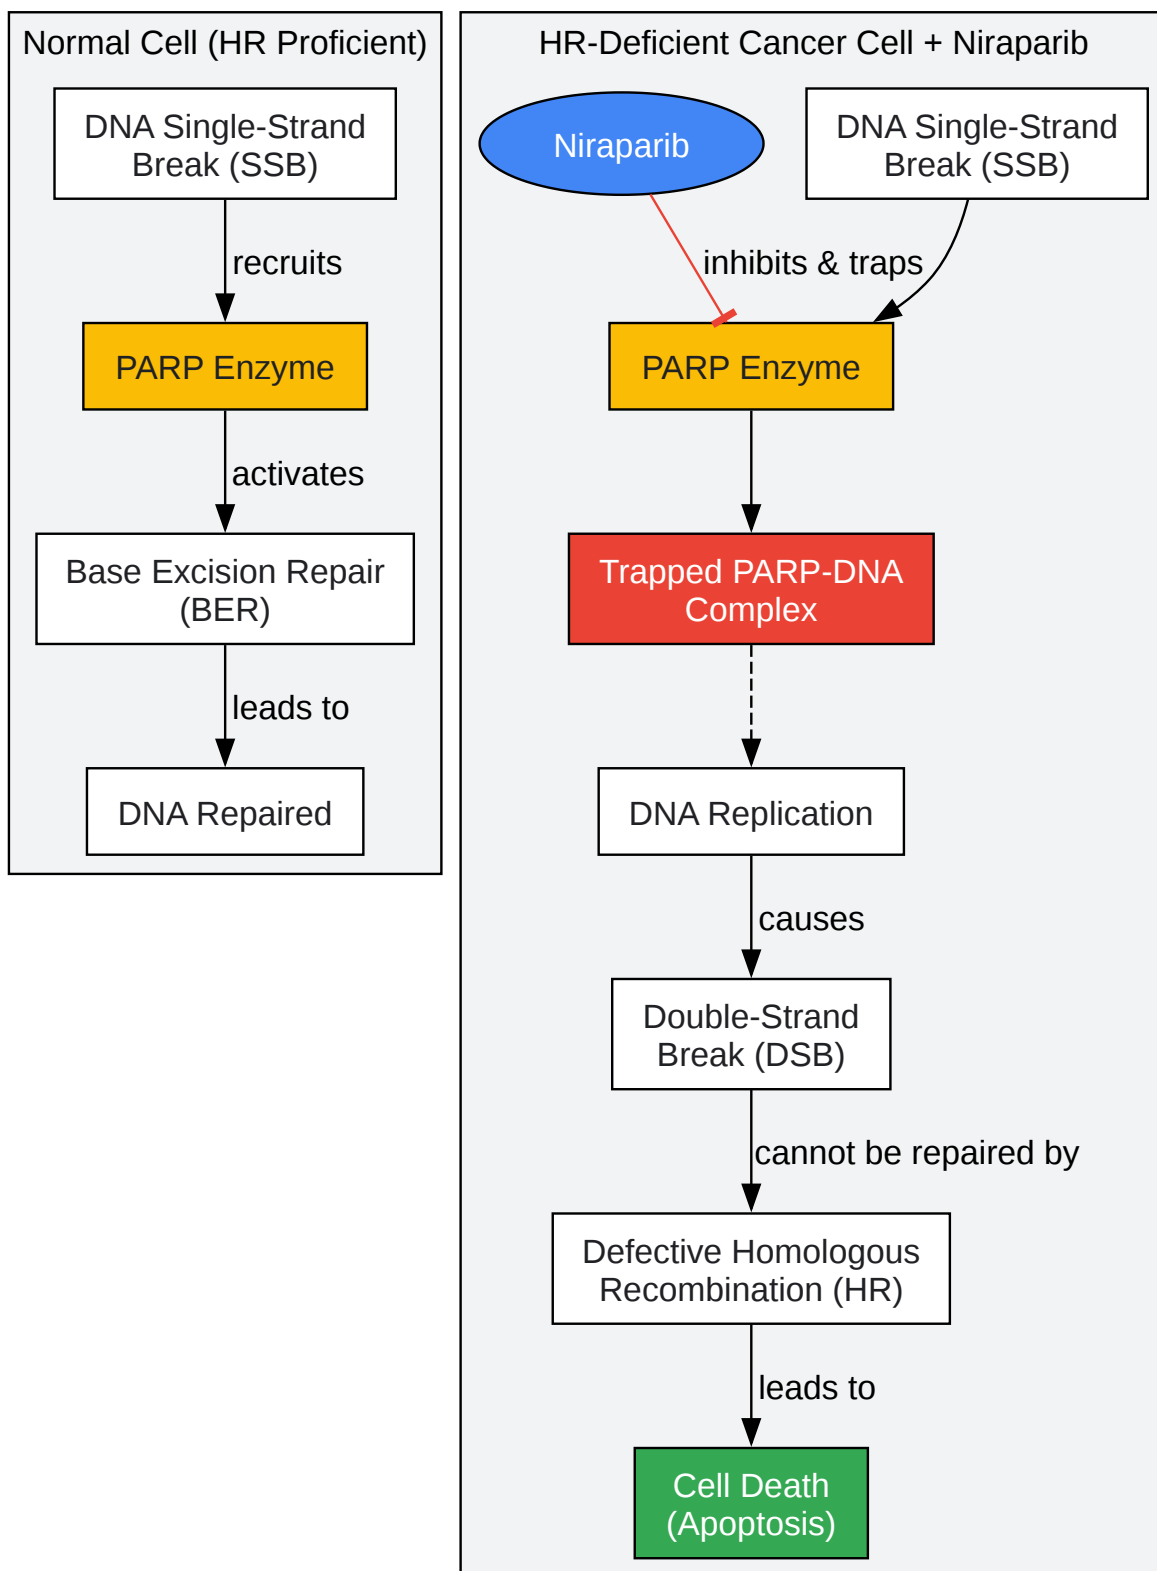 Normal Cell (HR Proficient)
DNA Single-Strand
Break (SSB)
recruits
PARP Enzyme
activates
Base Excision Repair
(BER)
leads to
DNA Repaired
HR-Deficient Cancer Cell + Niraparib
Niraparib
DNA Single-Strand
Break (SSB)
inhibits & traps
PARP Enzyme
Trapped PARP-DNA
Complex
DNA Replication
causes
Double-Strand
Break (DSB)
cannot be repaired by
Defective Homologous
Recombination (HR)
leads to
Cell Death
(Apoptosis)